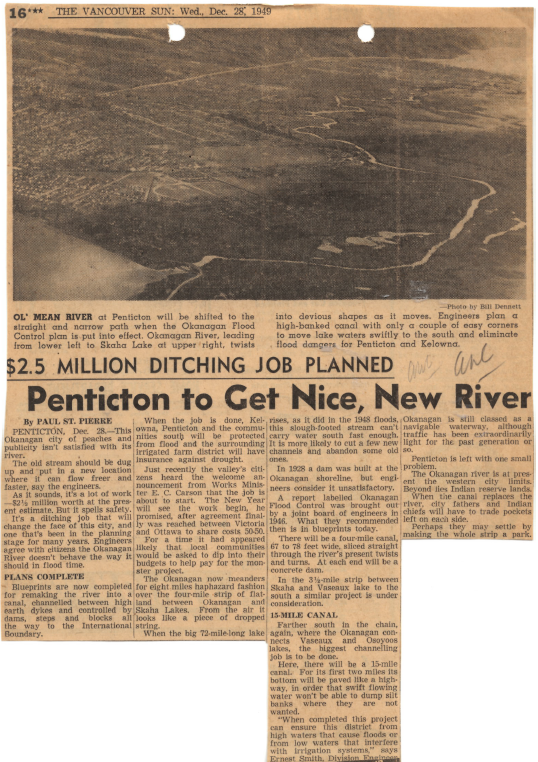 16*** THE VANCOUVER SUN: Wed., Dec. 28, 1949
—Photo by Bill Dennett
OL' MEAN RIVER at Penticton will be shifted to the
straight and narrow path when the Okanagan Flood
Control plan is put into effect. Okanagan River, leading
from lower left to Skaha Lake at upper right, twists
into devious shapes as it moves. Engineers plan a
high-banked canal with only a couple of easy corners
to move lake waters swiftly to the south and eliminate
flood dangers for Penticton and Kelowna.
$2.5 MILLION DITCHING JOB PLANNED
Penticton to Get Nice, New River
By PAUL ST. PIERRE
PENTICTON, Dec. 28.—This
Okanagan city of peaches and
publicity isn't satisfied with its
river.
The old stream should be dug
up and put in a new location
where it can flow freer and
faster, say the engineers.
As it sounds, it's a lot of work
—$2½ million worth at the pres-
ent estimate. But it spells safety.
It's a ditching job that will
change the face of this city, and
one that's been in the planning
stage for many years. Engineers
agree with citizens the Okanagan
River doesn't behave the way it
should in flood time.
PLANS COMPLETE
Blueprints are now completed
for remaking the river into a
canal, channelled between high
earth dykes and controlled by
dams, steps and blocks all
the way to the International
Boundary.
When the job is done, Kel-
owna, Penticton and the commu-
nities south will be protected
from flood and the surrounding
irrigated farm district will have
insurance against drought.
Just recently the valley's citi-
zens heard the welcome an-
nouncement from Works Minis-
ter E. C. Carson that the job is
about to start. The New Year
will see the work begin, he
promised, after agreement final-
ly was reached between Victoria
and Ottawa to share costs 50-50.
For a time it had appeared
likely that local communities
would be asked to dip into their
budgets to help pay for the mon-
ster project.
The Okanagan now meanders
for eight miles haphazard fashion
over the four-mile strip of flat-
land between Okanagan and
Skaha Lakes. From the air it
looks like a piece of dropped
string.
When the big 72-mile-long lake
rises, as it did in the 1948 floods,
this slough-footed stream can't
carry water south fast enough.
It is more likely to cut a few new
channels and abandon some old
ones.
In 1928 a dam was built at the
Okanagan shoreline, but engi-
neers consider it unsatisfactory.
A report labelled Okanagan
Flood Control was brought our
by a joint board of engineers in
1946. What they recommended
then is in blueprints today.
There will be a four-mile canal,
67 to 78 feet wide, sliced straight
through the river's present twists
and turns. At each end will be a
concrete dam.
In the 3½-mile strip between
Skaha and Vaseaux lake to the
south a similar project is under
consideration.
15-MILE CANAL
Farther south in the chain,
again, where the Okanagan con-
nects Vaseaux and Osoyoos
lakes, the biggest channelling
job is to be done.
Here, there will be a 15-mile
canal. For its first two miles its
bottom will be paved like a high-
way, in order that swift flowing
water won't be able to dump silt
banks where they are not
wanted.
"When completed this project
can ensure this district from
high waters that cause floods or
from low waters that interfere
with irrigation systems," says
Ernest Smith, Division Engineer
Okanagan is still classed as a
navigable waterway, although
traffic has been extraordinarily
light for the past generation or
so.
Penticton is left with one small
problem.
The Okanagan river is at pres-
ent the western city limits.
Beyond lies Indian reserve lands.
When the canal replaces the
river, city fathers and Indian
chiefs will have to trade pockets
left on each side.
Perhaps they may settle by
making the whole strip a park.